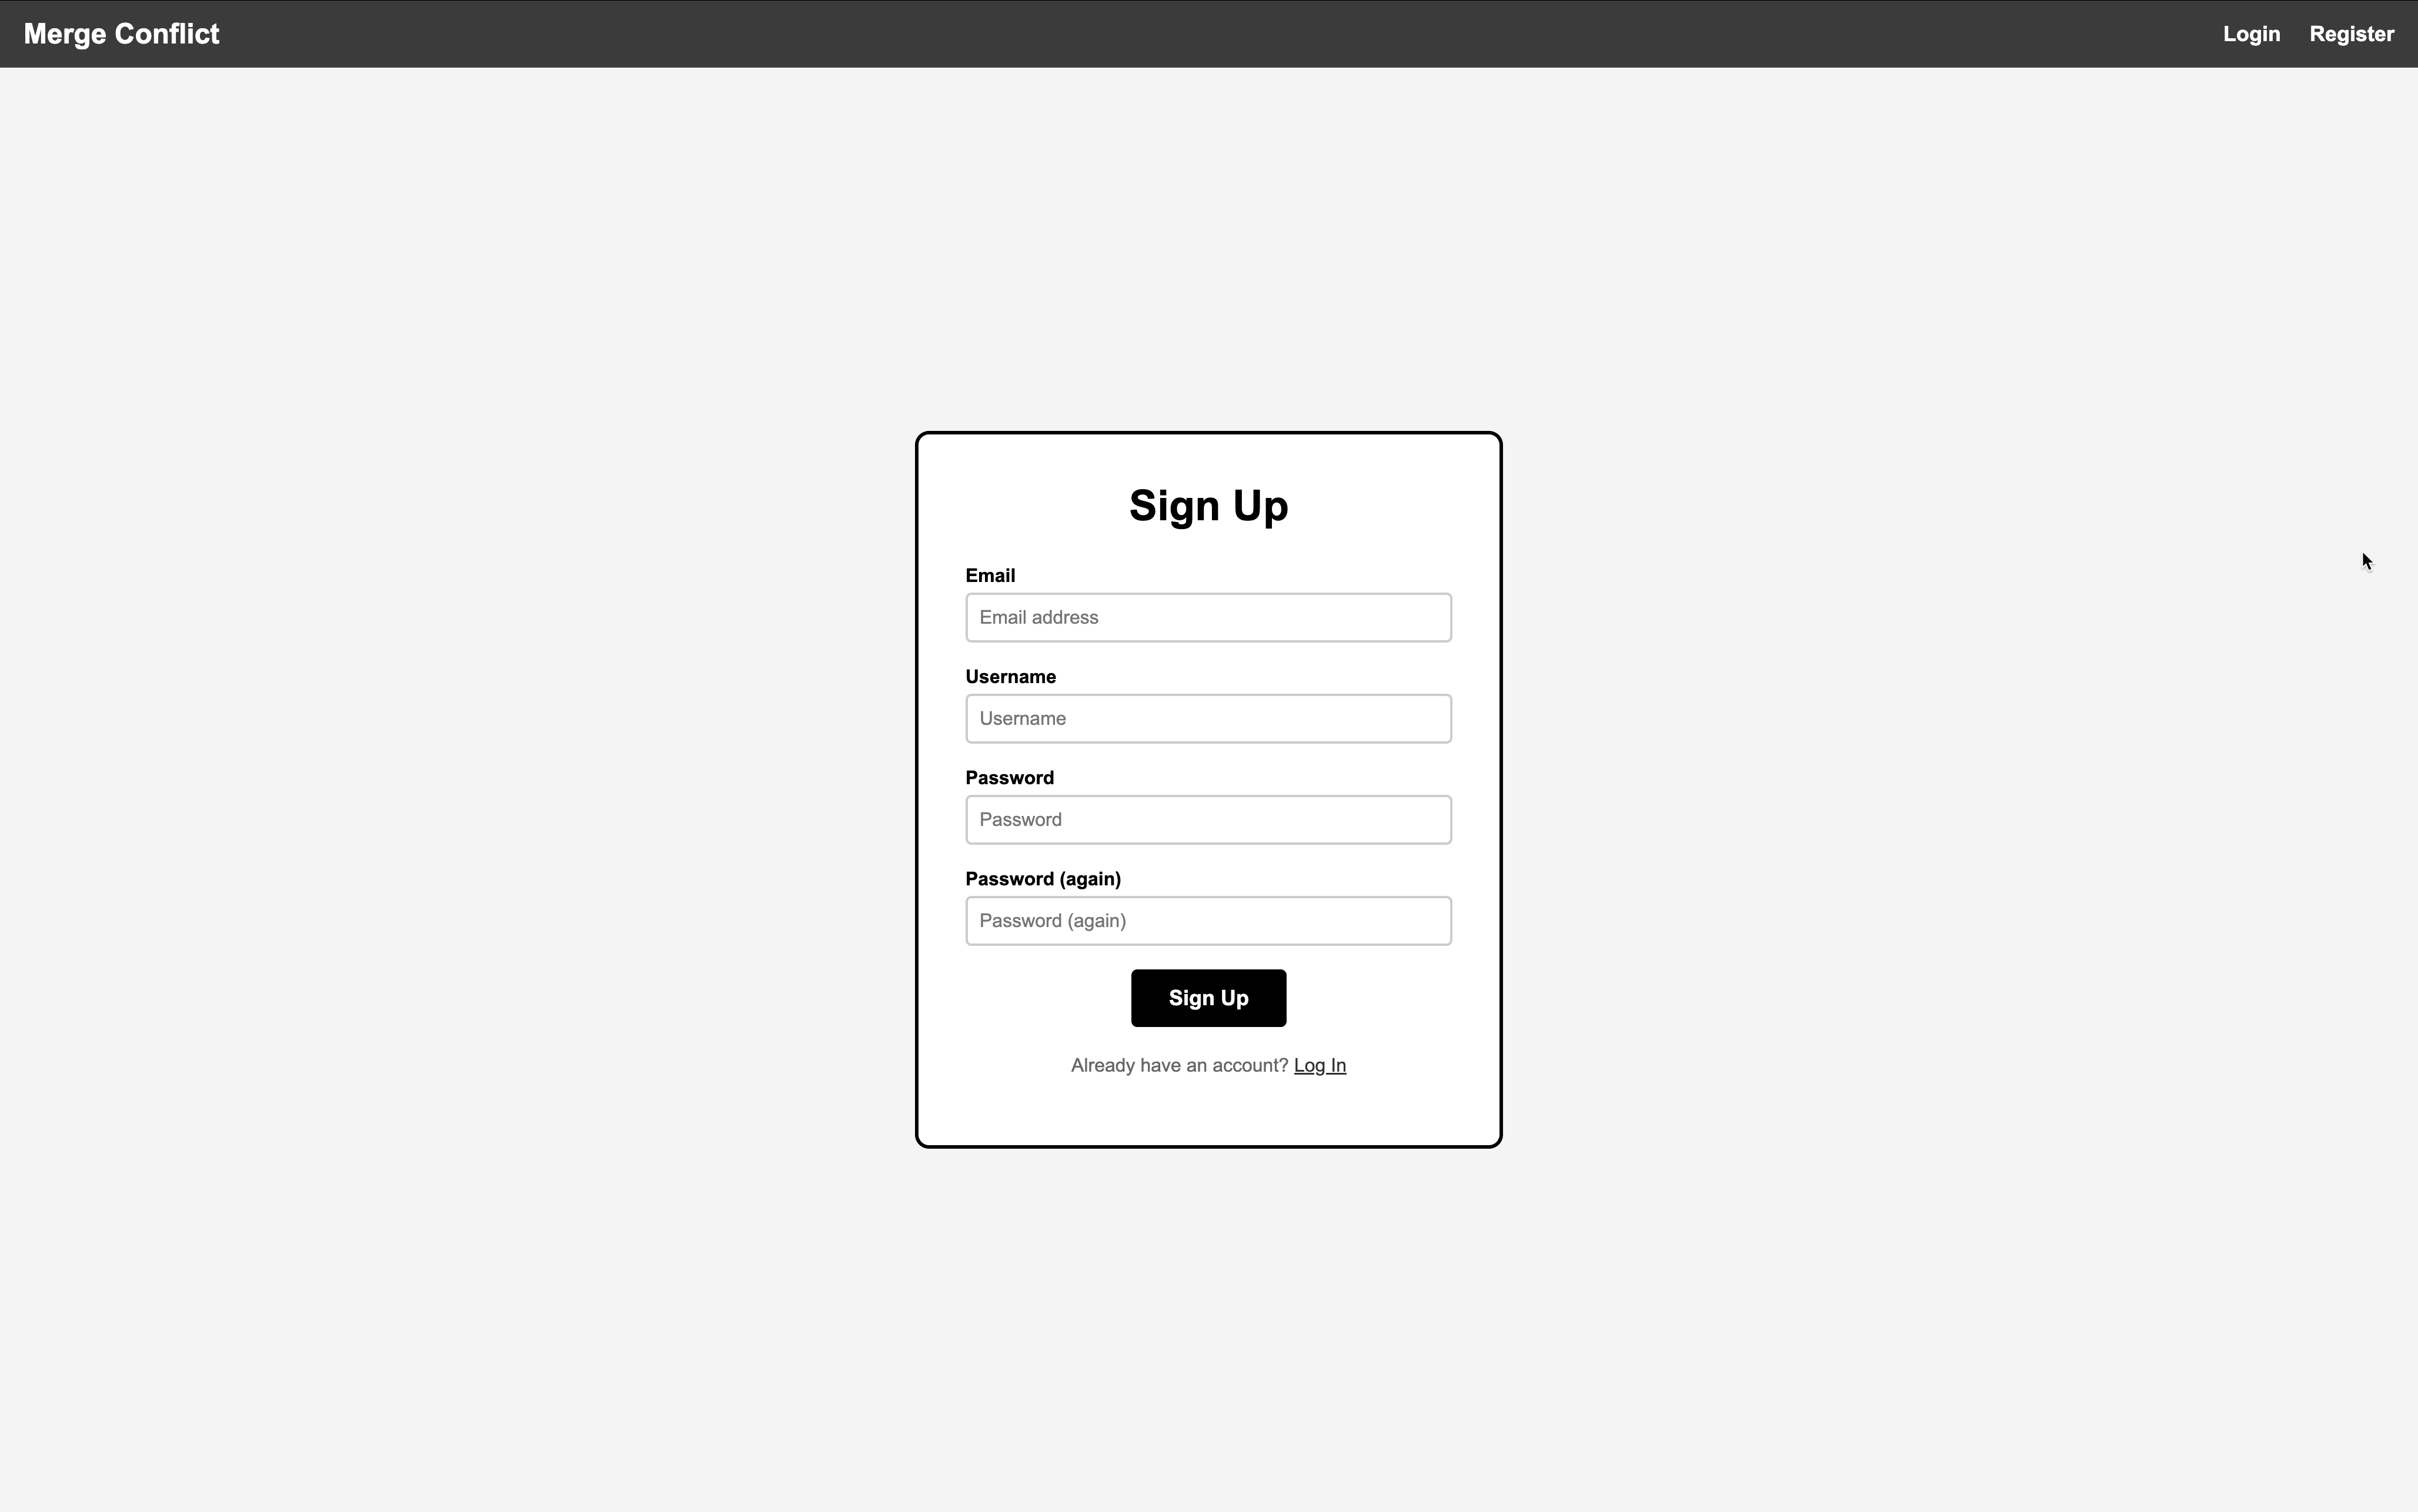 Merge Conflict
Login Register
Sign Up
Email
Email address
Username
Username
Password
Password
Password (again)
Password (again)
Sign Up
Already have an account? Log In